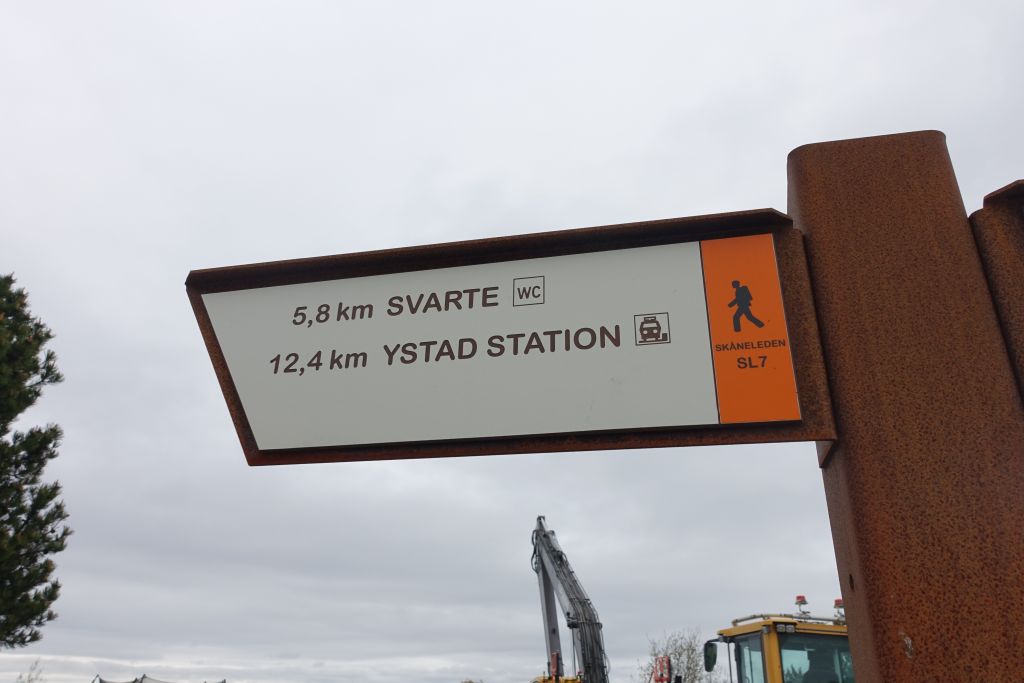 5,8 km SVARTE WC
12,4 km YSTAD STATION
SKÅNELEDEN
SL7